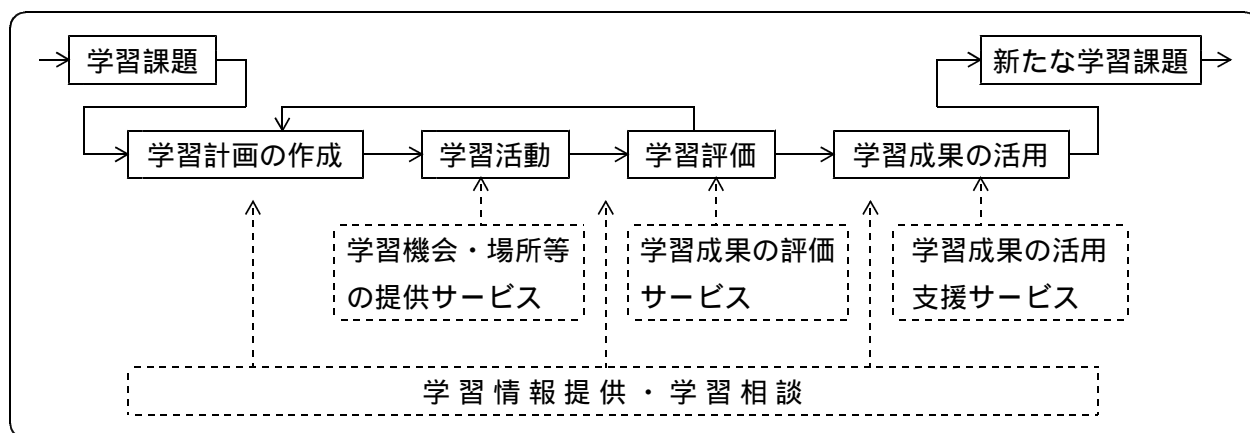 学習課題
新たな学習課題
学習計画の作成
学習活動
学習評価
学習成果の活用
学習機会・場所等
の提供サービス
学習成果の評価
サービス
学習成果の活用
支援サービス
学習情報提供・学習相談